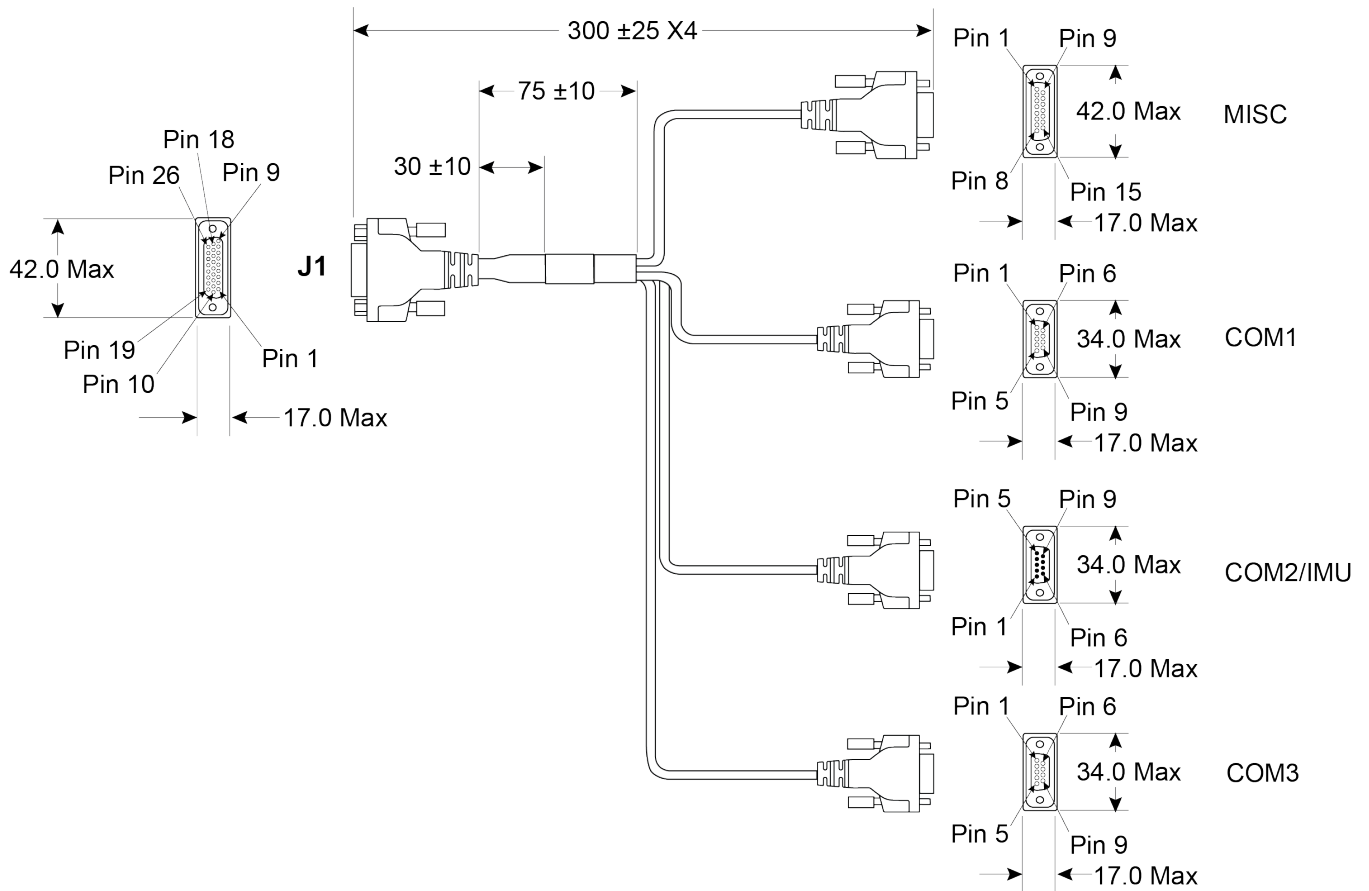 300 ±25 X4
75 ±10
30 ±10
Pin 18
Pin 26
Pin 9
42.0 Max
J1
Pin 19
Pin 1
Pin 10
17.0 Max
Pin 1
Pin 9
42.0 Max
MISC
Pin 8
Pin 15
17.0 Max
Pin 1
Pin 6
34.0 Max
COM1
Pin 5
Pin 9
17.0 Max
Pin 5
Pin 9
34.0 Max
COM2/IMU
Pin 1
Pin 6
17.0 Max
Pin 1
Pin 6
34.0 Max
COM3
Pin 5
Pin 9
17.0 Max